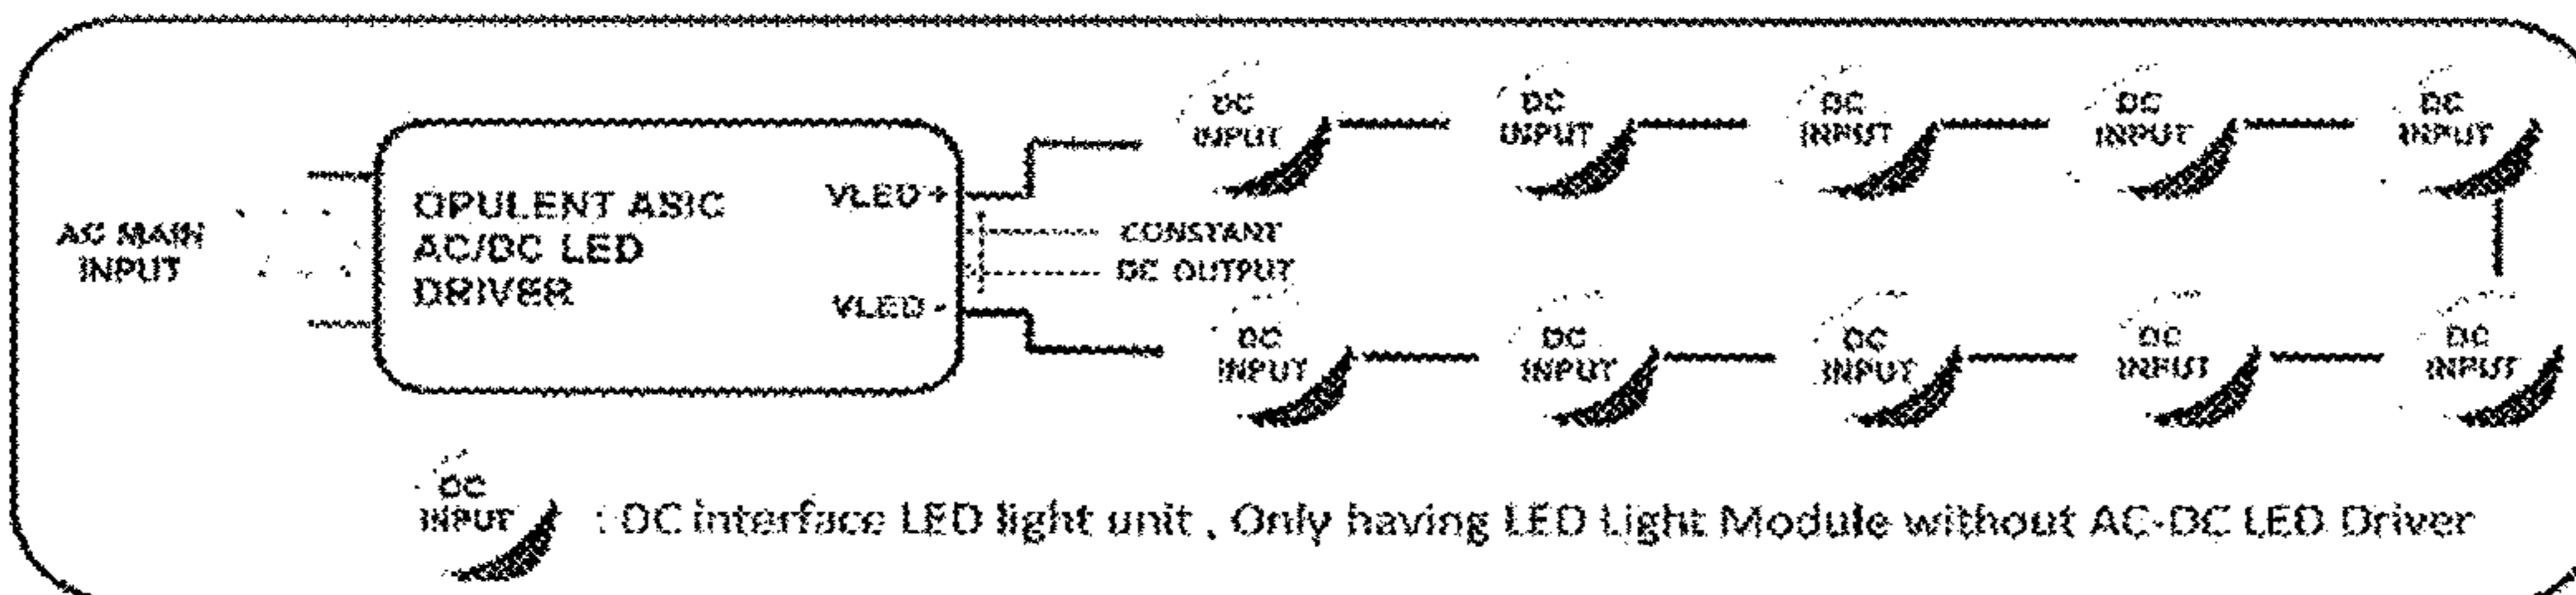 DC
INPUT
DC
INPUT
DC
INPUT
DC
INPUT
DC
INPUT
AC MAIN
INPUT
OPULENT ASIC
AC/DC LED
DRIVER
VLED +
VLED -
CONSTANT
DC OUTPUT
DC
INPUT
DC
INPUT
DC
INPUT
DC
INPUT
DC
INPUT
DC
INPUT
: DC interface LED light unit , Only having LED Light Module without AC-DC LED Driver